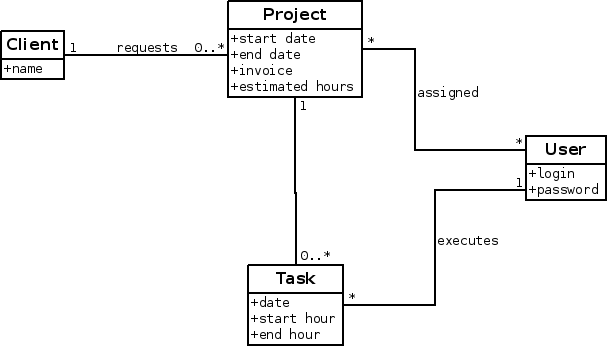 Project
+start date
+end date
+invoice
+estimated hours
Client
+name
1 requests 0..*
*
assigned
*
User
+login
+password
1
executes
*
1
0..*
Task
+date
+start hour
+end hour